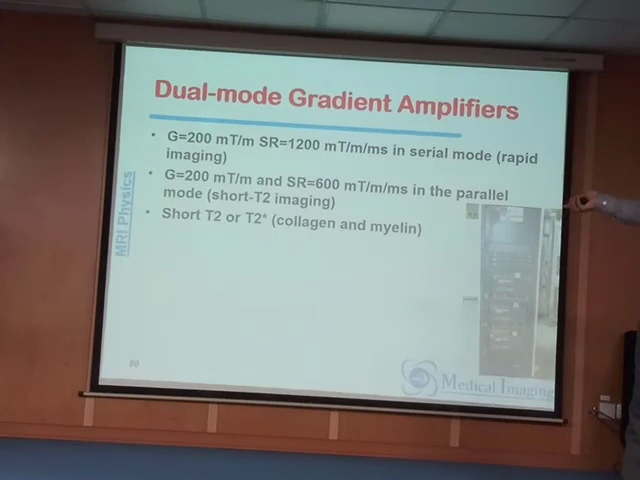 Dual-mode Gradient Amplifiers
• G=200 mT/m SR=1200 mT/m/ms in serial mode (rapid
imaging)
• G=200 mT/m and SR=600 mT/m/ms in the parallel
mode (short-T2 imaging)
• Short T2 or T2* (collagen and myelin)
MRI Physics
60
Medical Imaging